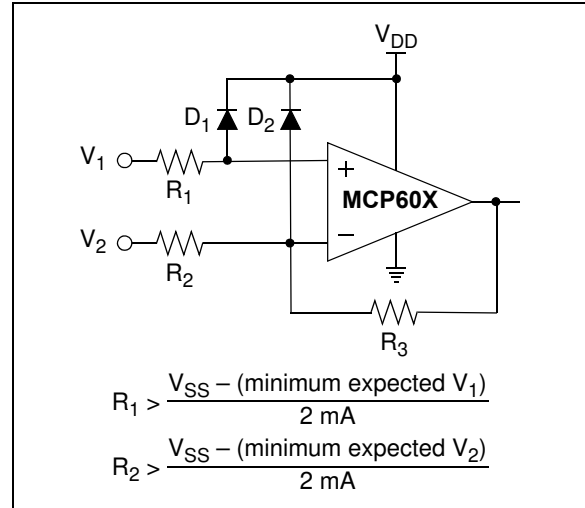 V_DD
D_1 D_2
V_1
R_1
+
MCP60X
V_2
R_2
–
R_3
R_1 > V_SS – (minimum expected V_1)
2 mA
R_2 > V_SS – (minimum expected V_2)
2 mA